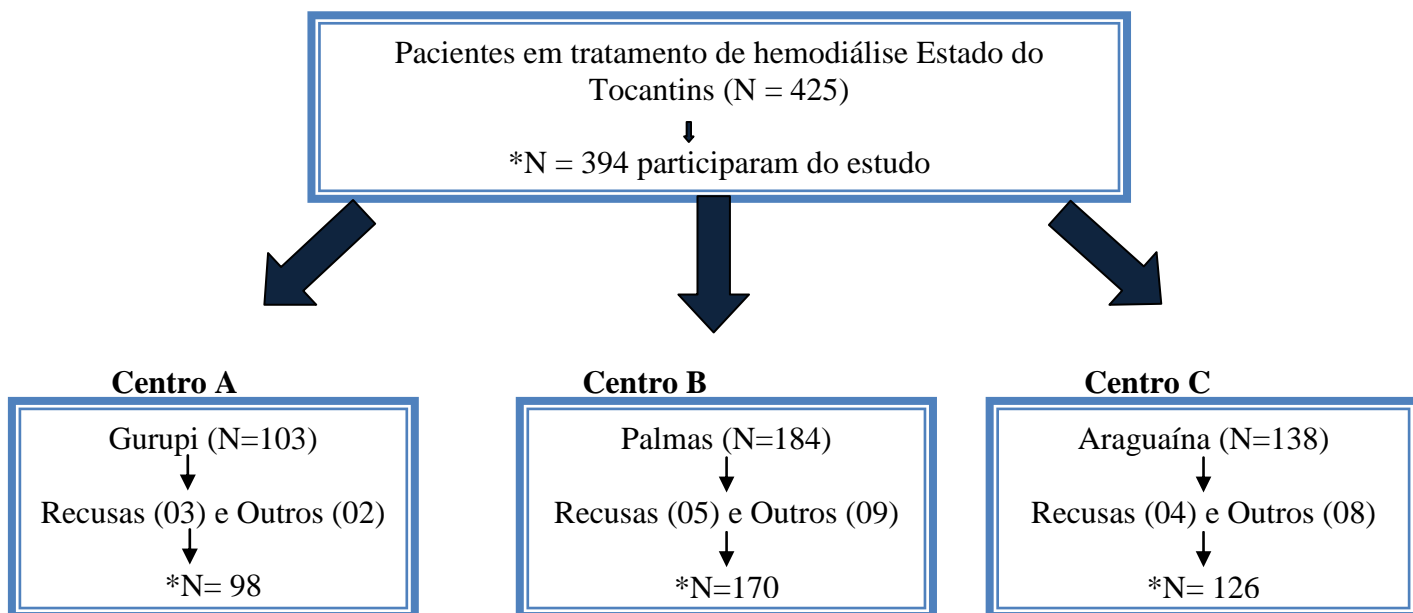 Pacientes em tratamento de hemodiálise Estado do
Tocantins (N = 425)
*N = 394 participaram do estudo
Centro A
Gurupi (N=103)
Recusas (03) e Outros (02)
*N= 98
Centro B
Palmas (N=184)
Recusas (05) e Outros (09)
*N=170
Centro C
Araguaína (N=138)
Recusas (04) e Outros (08)
*N= 126